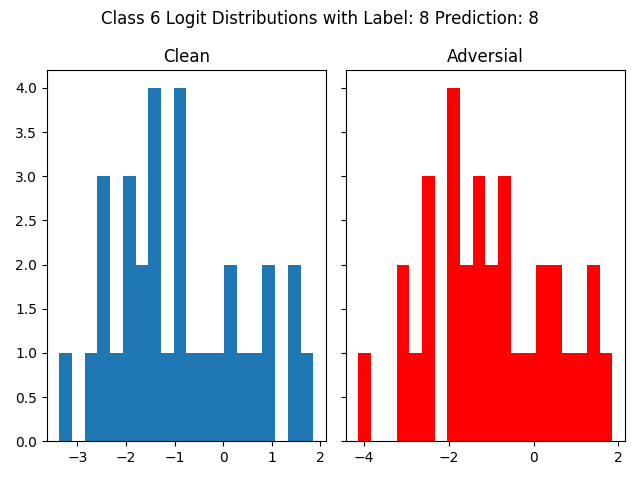 Class 6 Logit Distributions with Label: 8 Prediction: 8
Clean
Adversial
4.0
3.5
3.0
2.5
2.0
1.5
1.0
0.5
0.0
−3 −2 −1 0 1 2
−4 −2 0 2